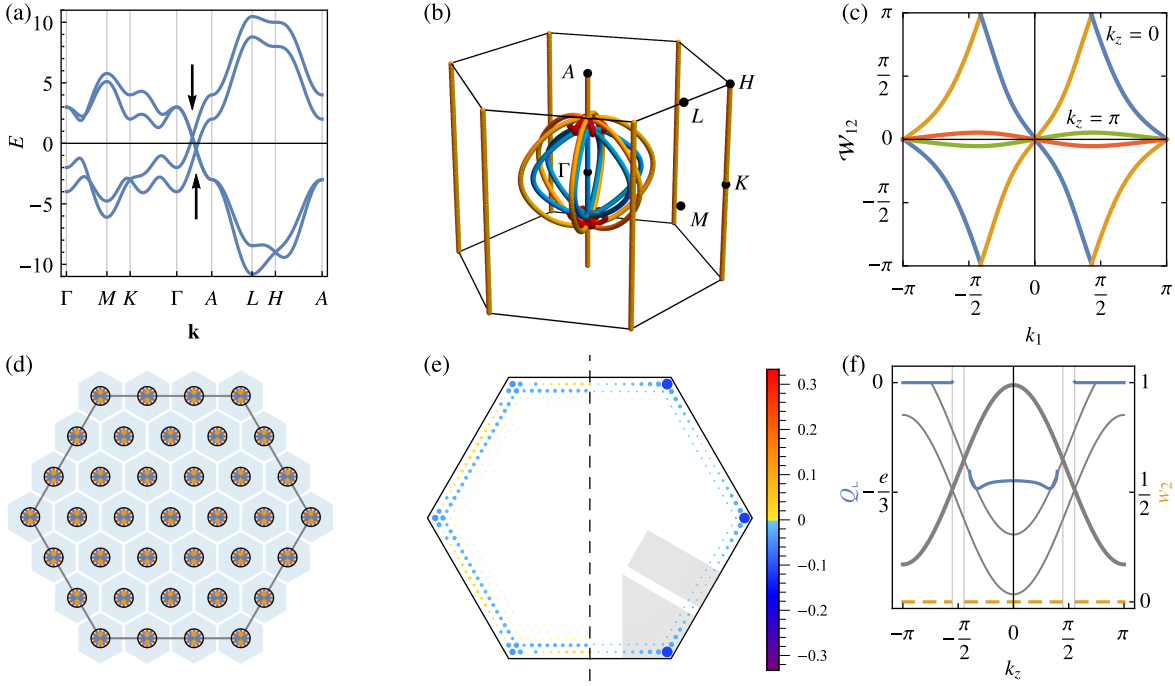 (a)
10
5
0
−5
−10
E
Γ M K Γ A L H A
k
(b)
A
H
L
Γ
K
M
(c)
π
π/2
0
−π/2
−π
𝒲12
kz = 0
kz = π
−π −π/2 0 π/2 π
k1
(d)
(e)
0.3
0.2
0.1
0
−0.1
−0.2
−0.3
(f)
0
−e/3
Q∟
1
1/2
0
w2
−π −π/2 0 π/2 π
kz